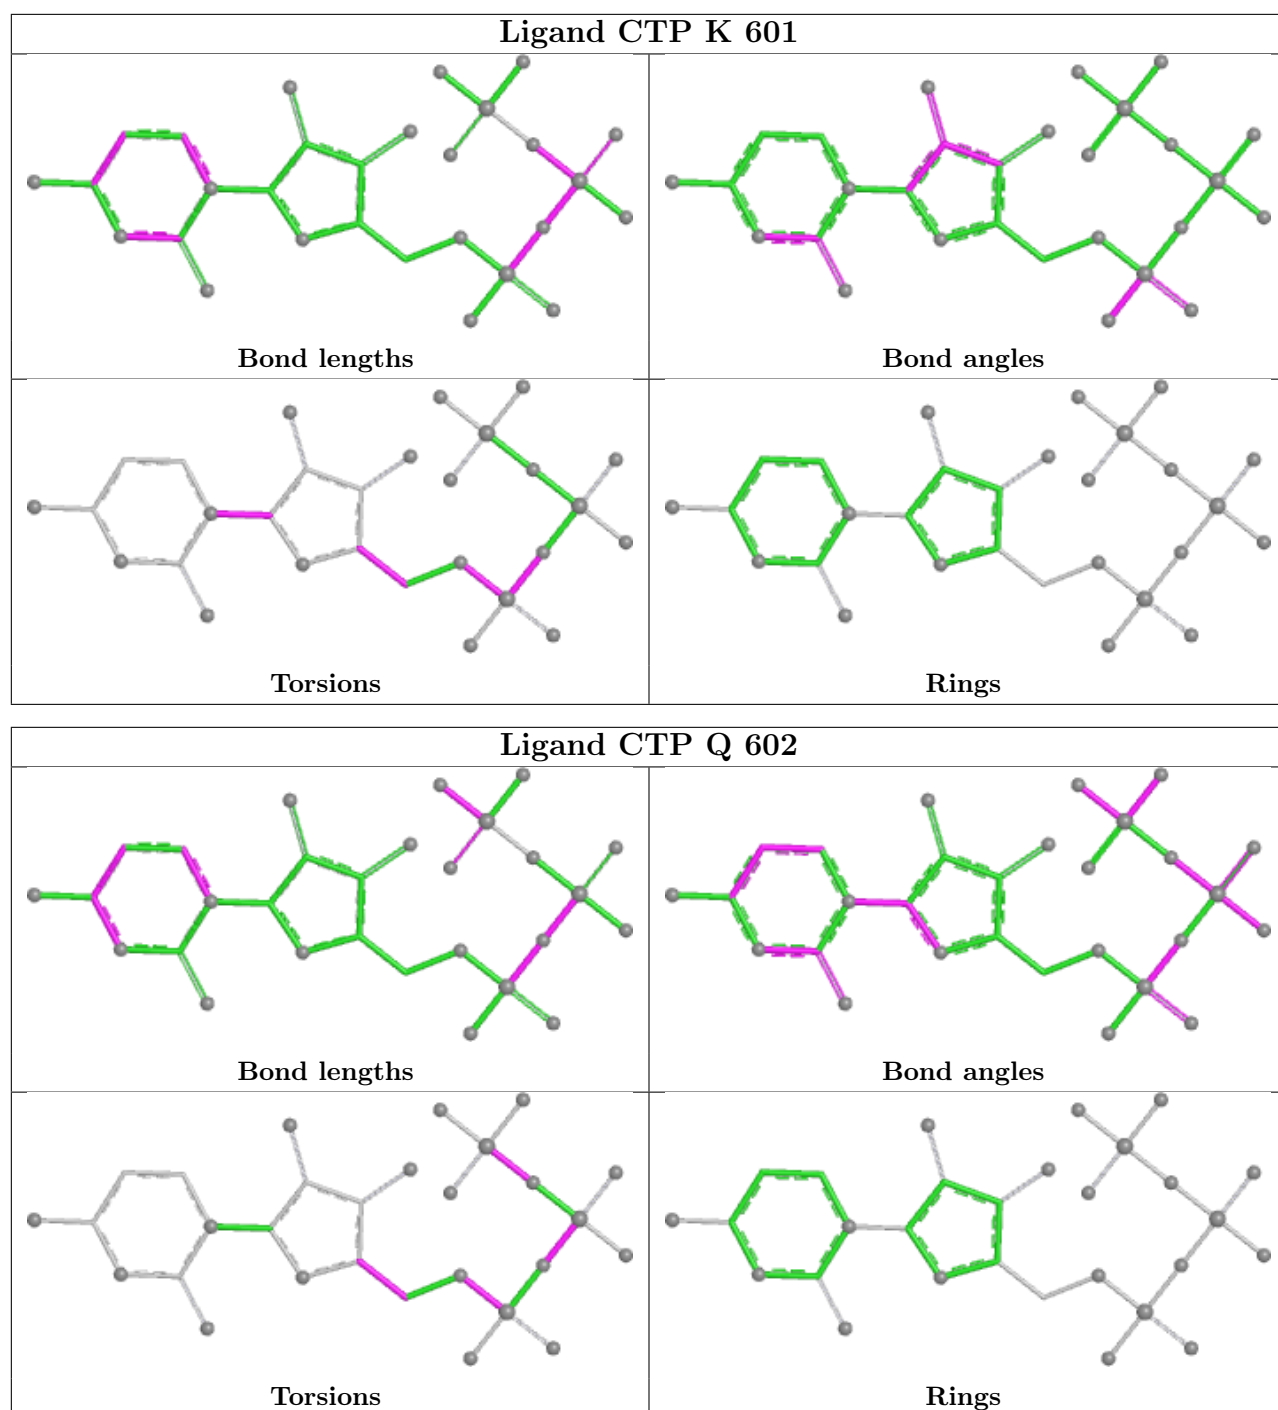 Ligand CTP K 601
Bond lengths
Bond angles
Torsions
Rings
Ligand CTP Q 602
Bond lengths
Bond angles
Torsions
Rings